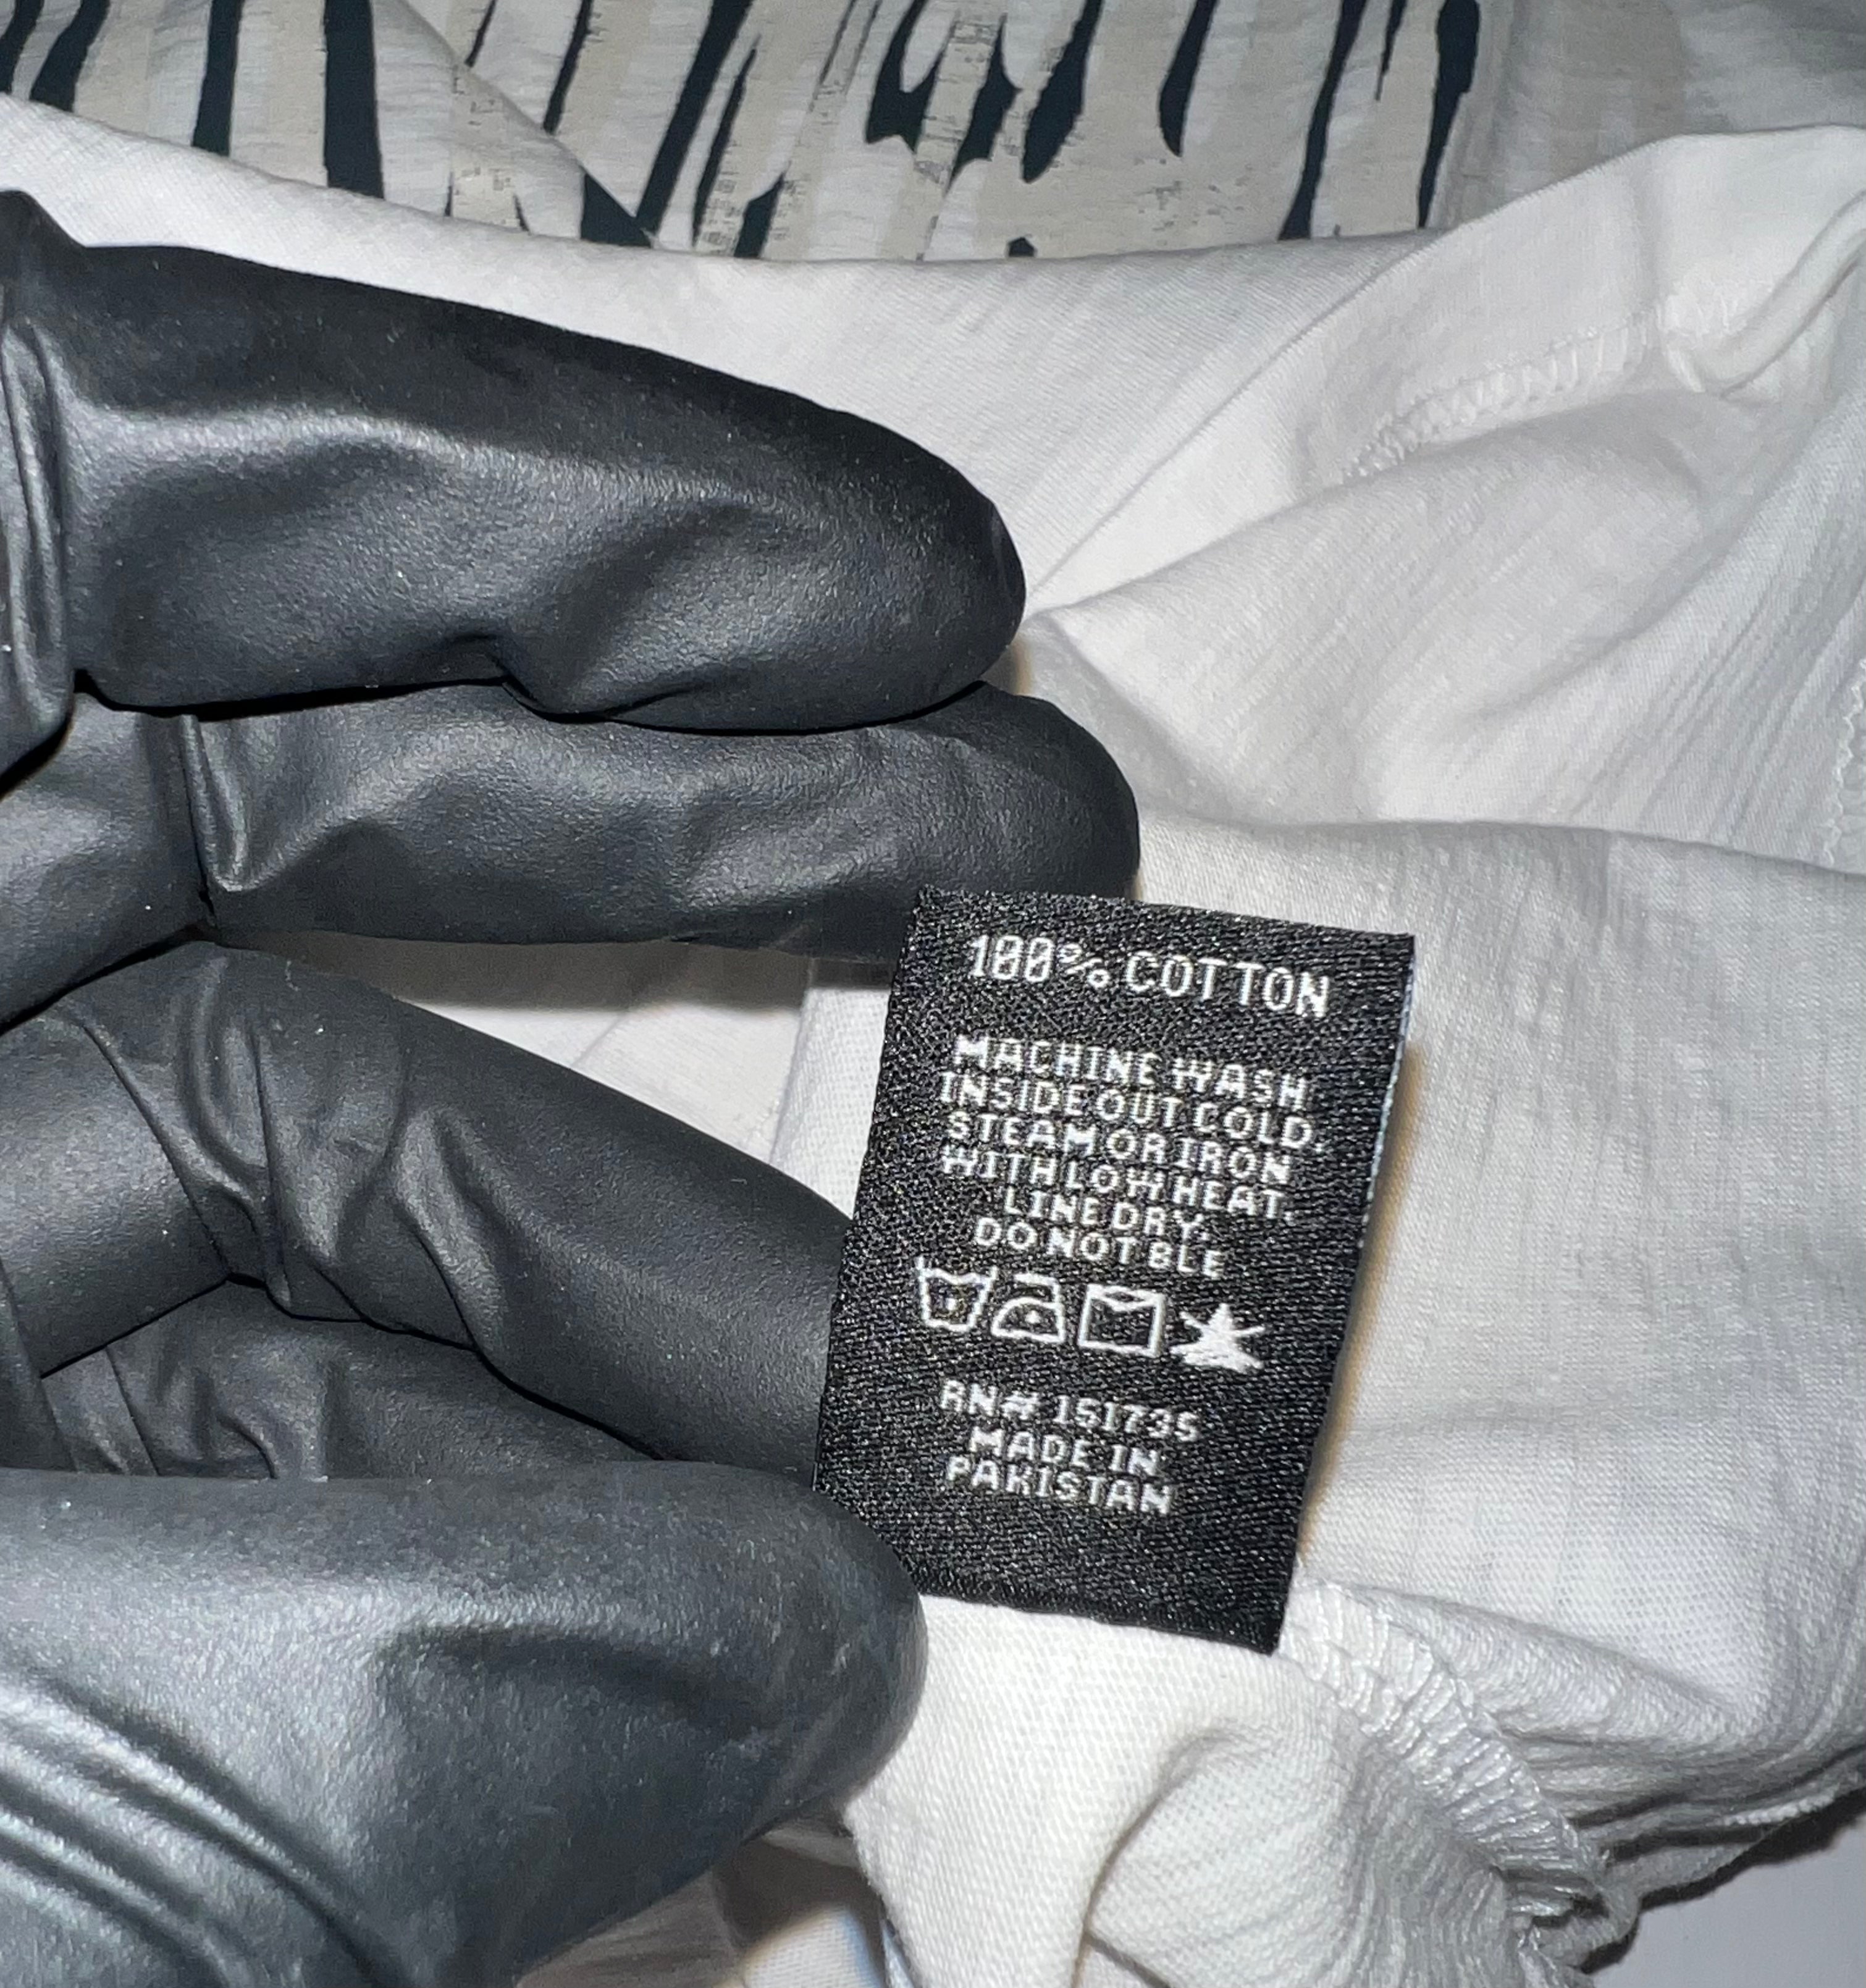 100% COTTON
MACHINE WASH
INSIDE OUT COLD.
STEAM OR IRON
WITH LOW HEAT.
LINE DRY.
DO NOT BLE
RN# 151735
MADE IN
PAKISTAN